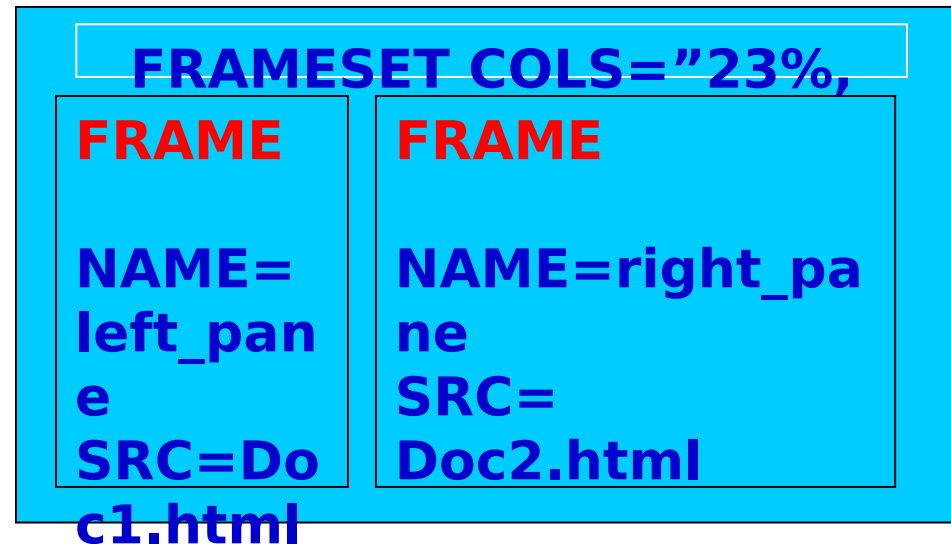 FRAMESET COLS=”23%,
FRAME
NAME=
left_pan
e
SRC=Do
c1.html
FRAME
NAME=right_pa
ne
SRC=
Doc2.html